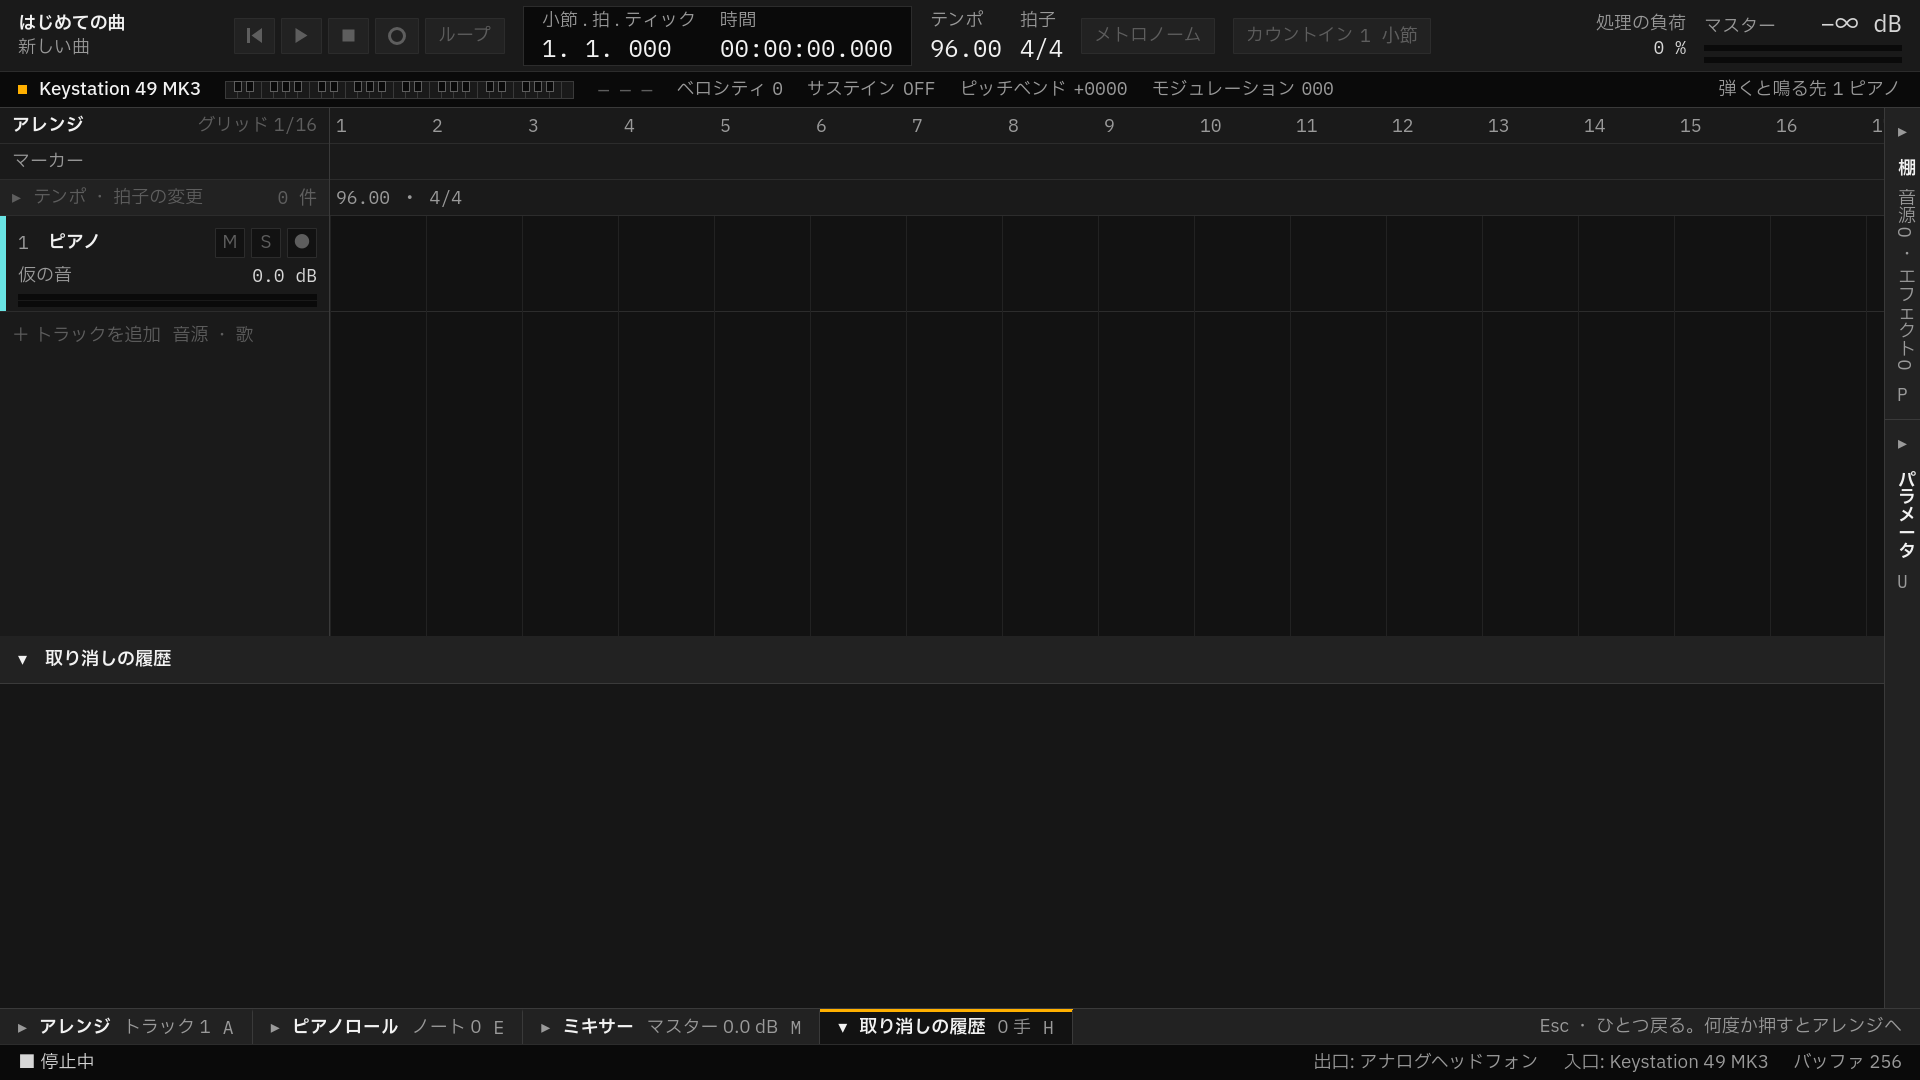 はじめての曲
新しい曲
ループ
小節 . 拍 . ティック 時間
1. 1. 000 00:00:00.000
テンポ 拍子
96.00 4/4
メトロノーム
カウントイン 1 小節
処理の負荷
0 %
マスター −∞ dB
Keystation 49 MK3
— — —
ベロシティ 0
サステイン OFF
ピッチベンド +0000
モジュレーション 000
弾くと鳴る先 1 ピアノ
アレンジ グリッド 1/16
1 2 3 4 5 6 7 8 9 10 11 12 13 14 15 16 1
マーカー
▸ テンポ · 拍子の変更 0 件
96.00 · 4/4
1 ピアノ M S
仮の音 0.0 dB
＋ トラックを追加 音源 · 歌
▸ 棚 音源0 · エフェクト0 P
▸ パラメータ U
▾ 取り消しの履歴
▸ アレンジ トラック 1 A
▸ ピアノロール ノート 0 E
▸ ミキサー マスター 0.0 dB M
▾ 取り消しの履歴 0 手 H
Esc · ひとつ戻る。何度か押すとアレンジへ
■ 停止中
出口: アナログヘッドフォン
入口: Keystation 49 MK3
バッファ 256